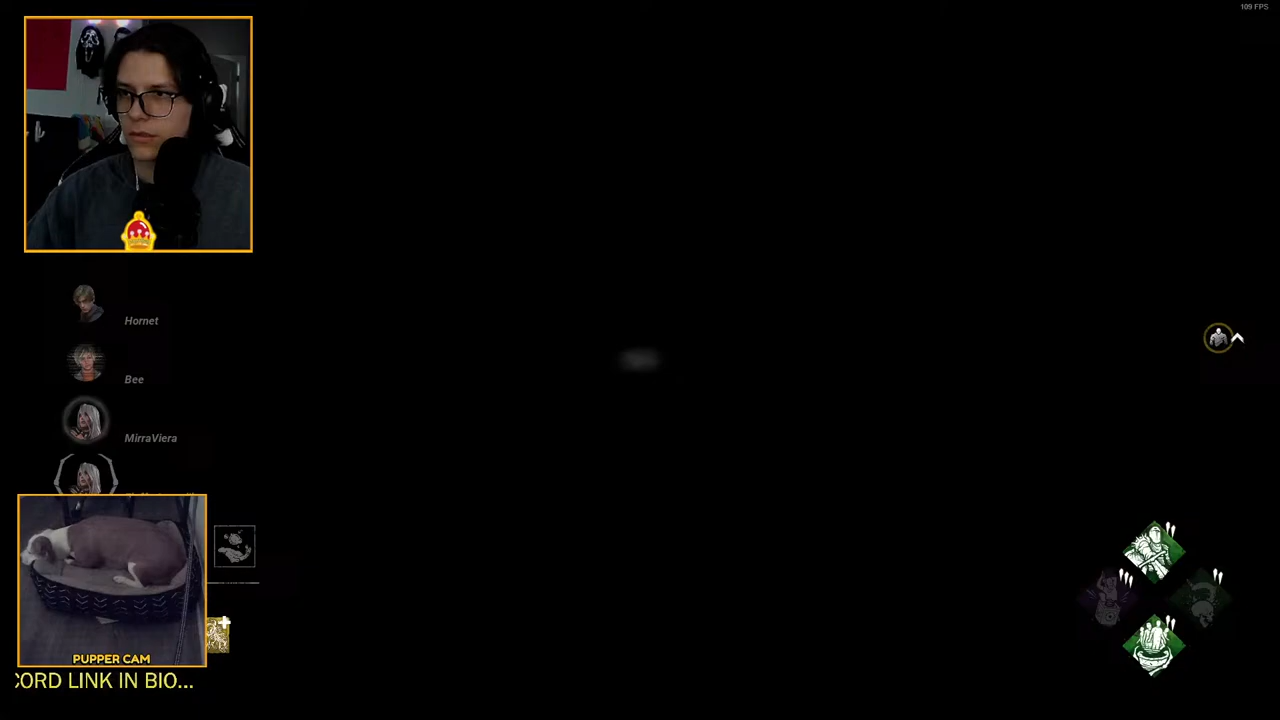 109 FPS
Hornet
Bee
MirraViera
PUPPER CAM
CORD LINK IN BIO...